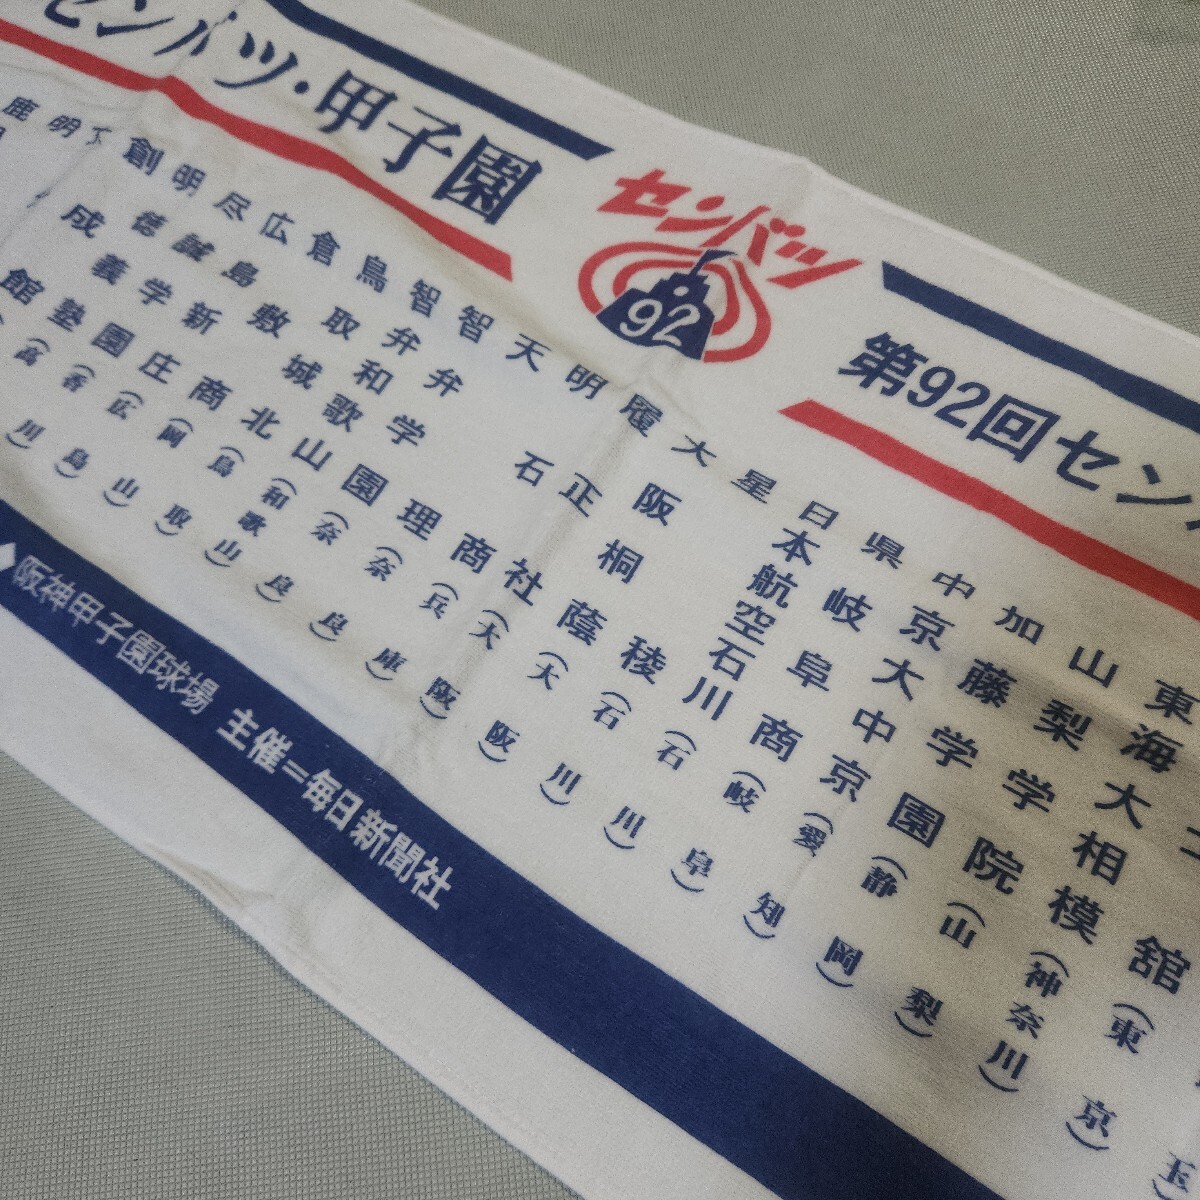 センバツ・甲子園
センバツ
92
第92回セン
舘(東京)
東海大相模(神奈川)
山梨学院(山梨)
加藤学園(静岡)
中京大中京(愛知)
県岐阜商(岐阜)
日本航空石川(石川)
星稜(石川)
大阪桐蔭(大阪)
履正社(大阪)
明石商(兵庫)
天理(奈良)
智弁学園(奈良)
智弁和歌山(和歌山)
鳥取城北(鳥取)
倉敷商(岡山)
広島新庄(広島)
尽誠学園(香川)
明徳義塾(高
創成館
明
鹿
◆阪神甲子園球場 主催=毎日新聞社